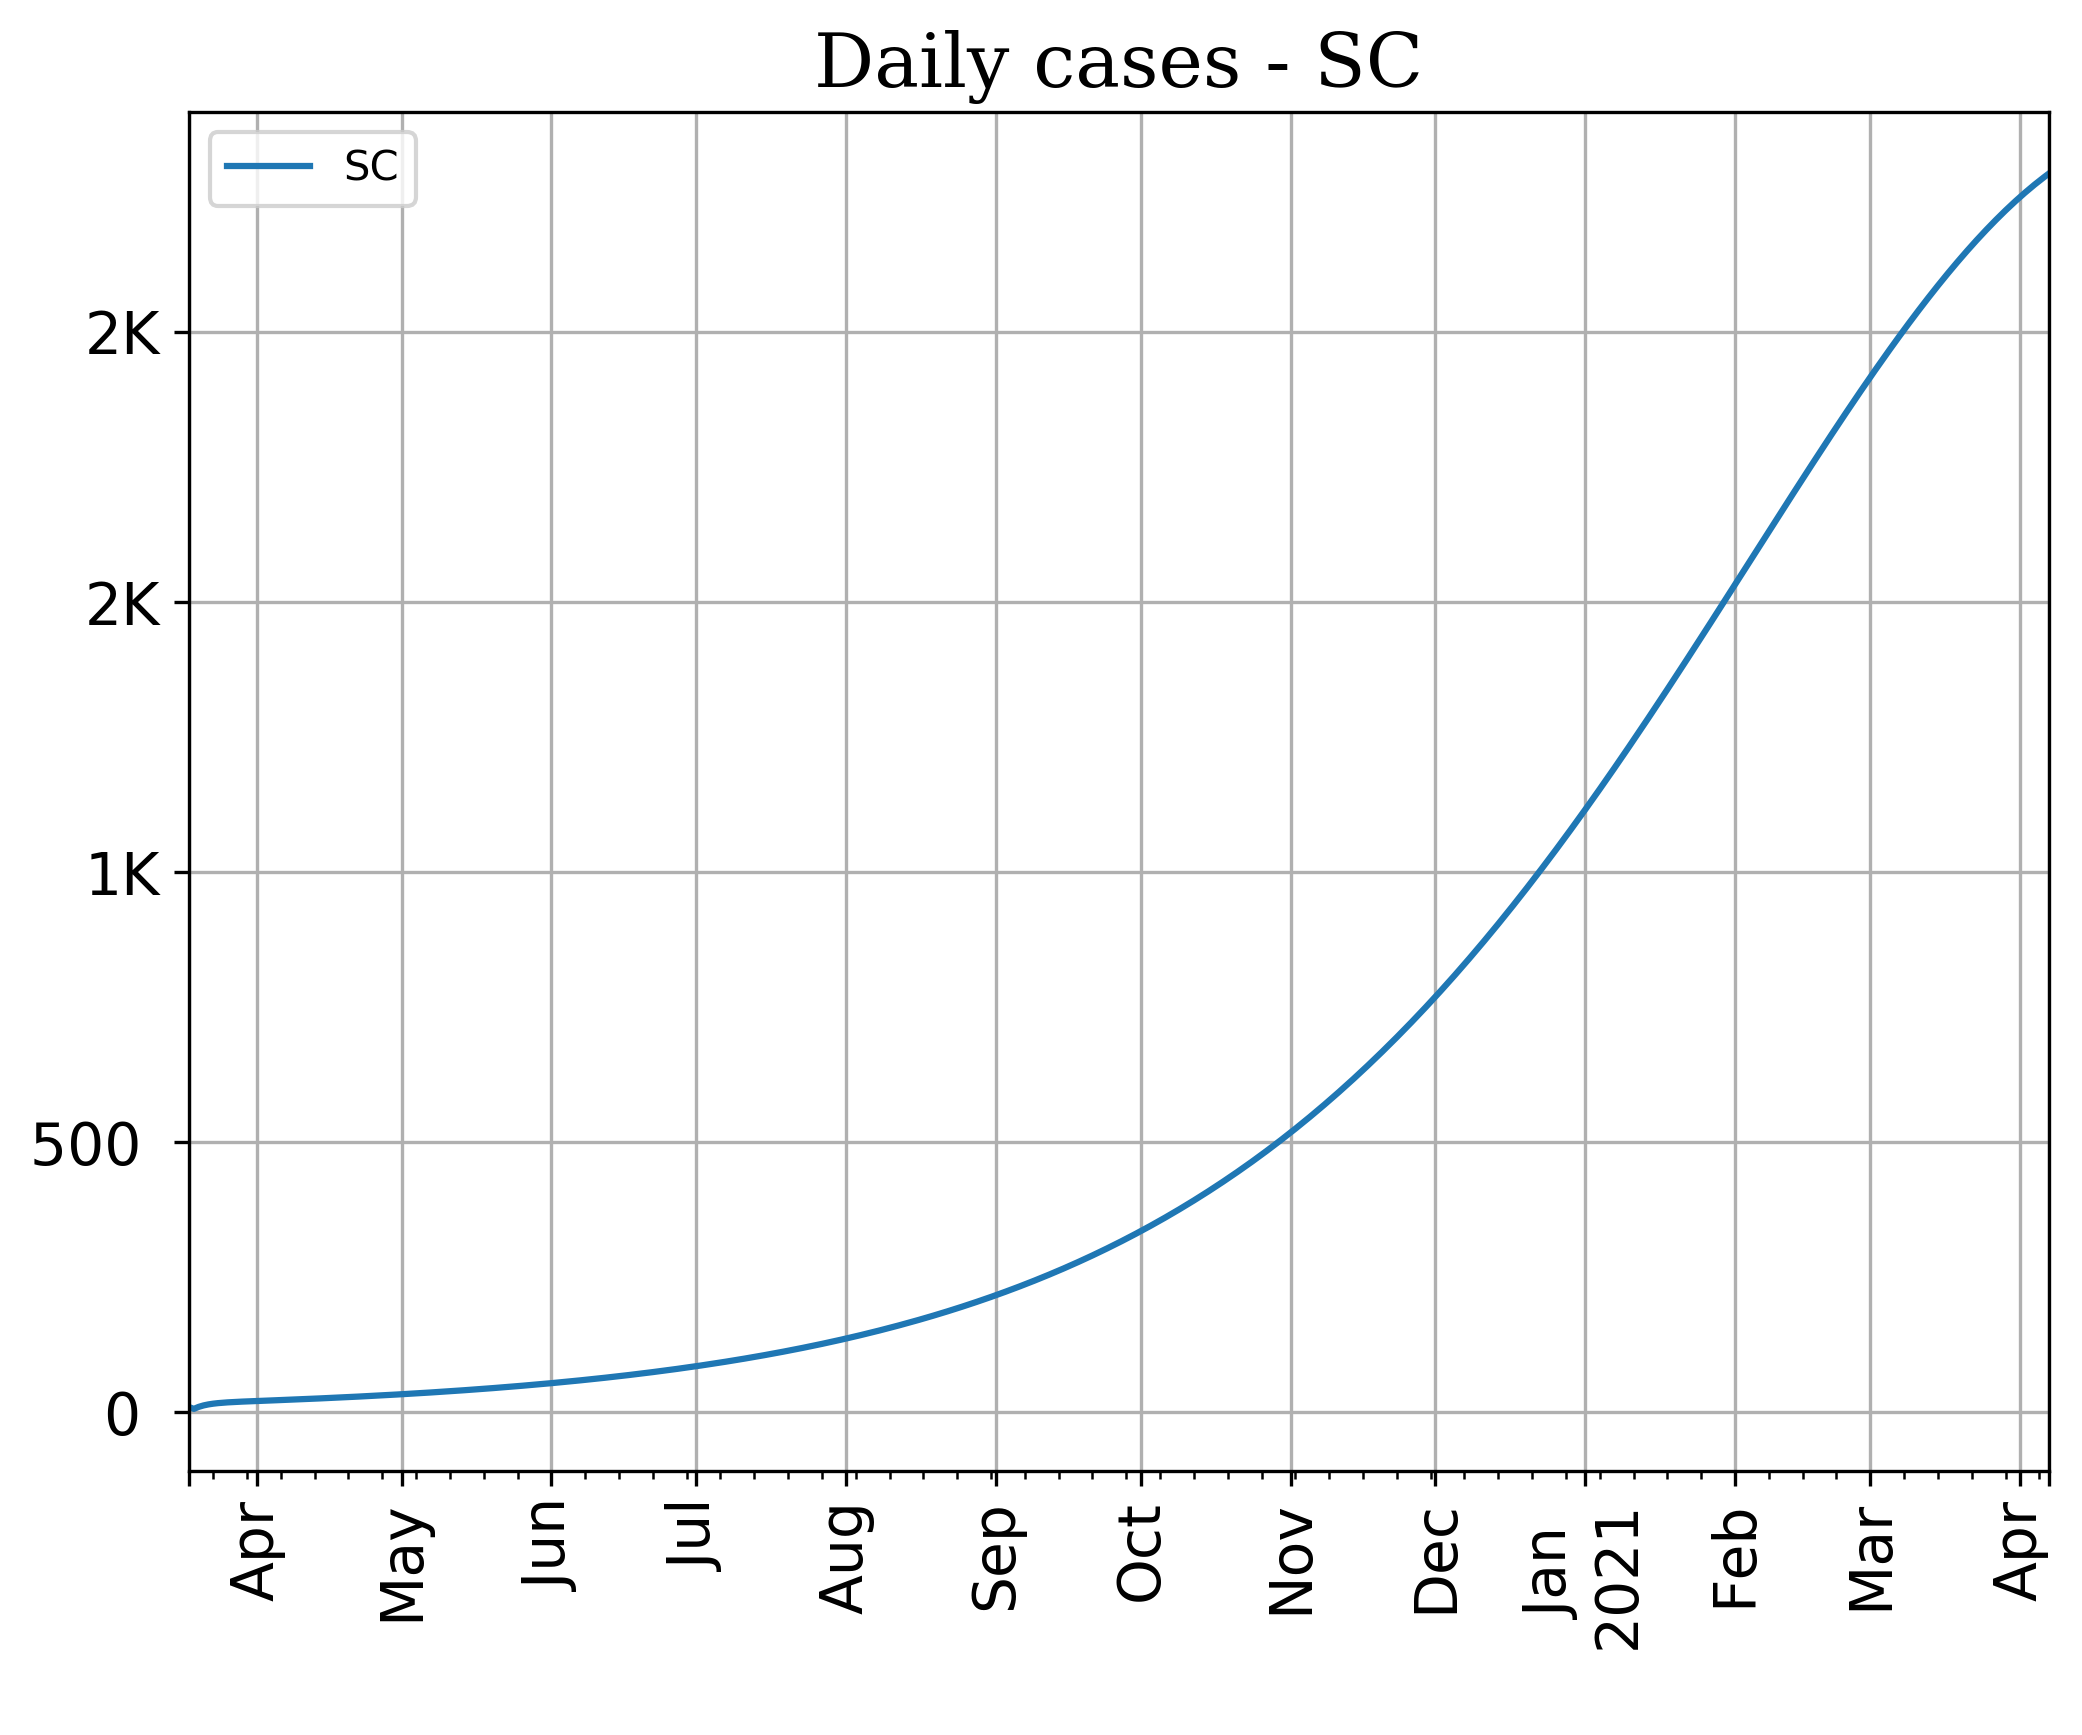 Daily cases - SC
SC
2K
2K
1K
500
0
Apr
May
Jun
Jul
Aug
Sep
Oct
Nov
Dec
Jan
2021
Feb
Mar
Apr